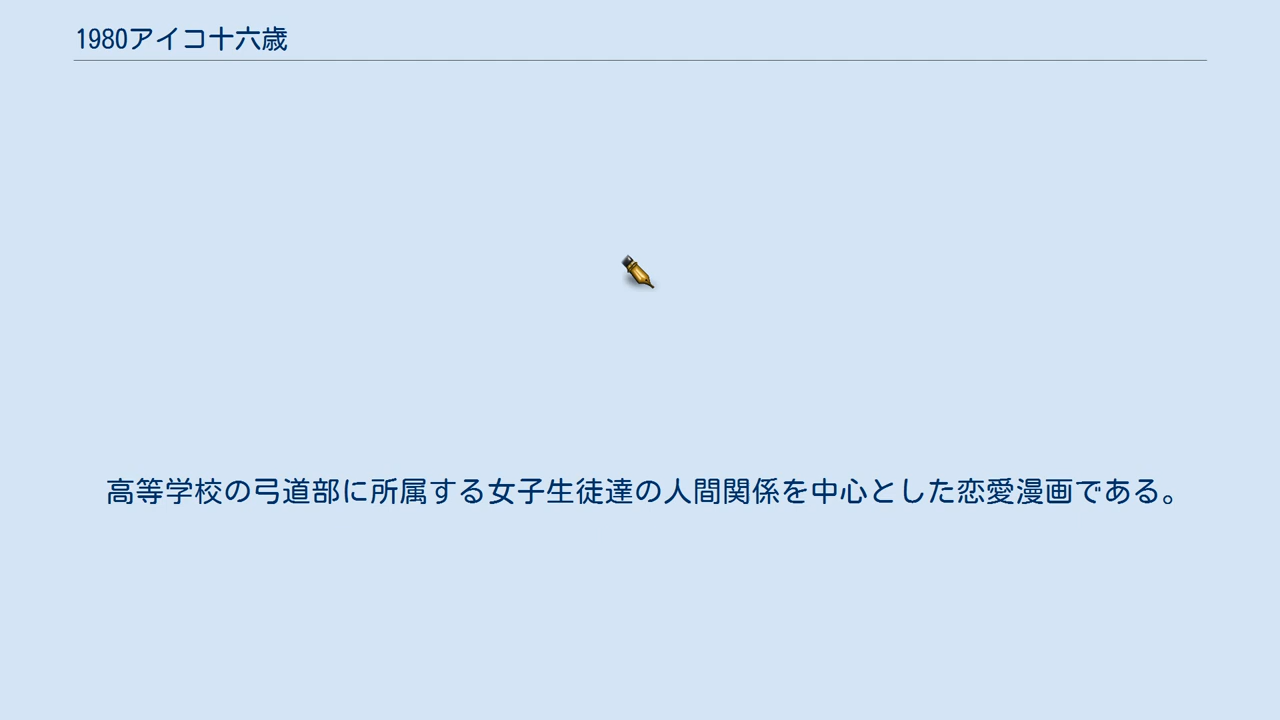 1980アイコ十六歳
高等学校の弓道部に所属する女子生徒達の人間関係を中心とした恋愛漫画である。